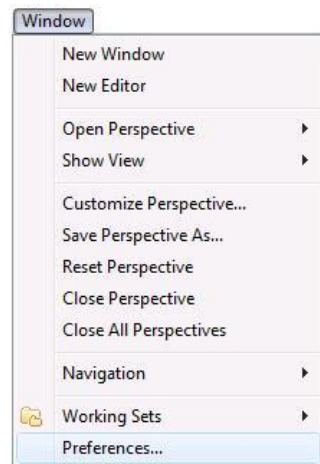 Window
New Window
New Editor
Open Perspective
Show View
Customize Perspective...
Save Perspective As...
Reset Perspective
Close Perspective
Close All Perspectives
Navigation
Working Sets
Preferences...